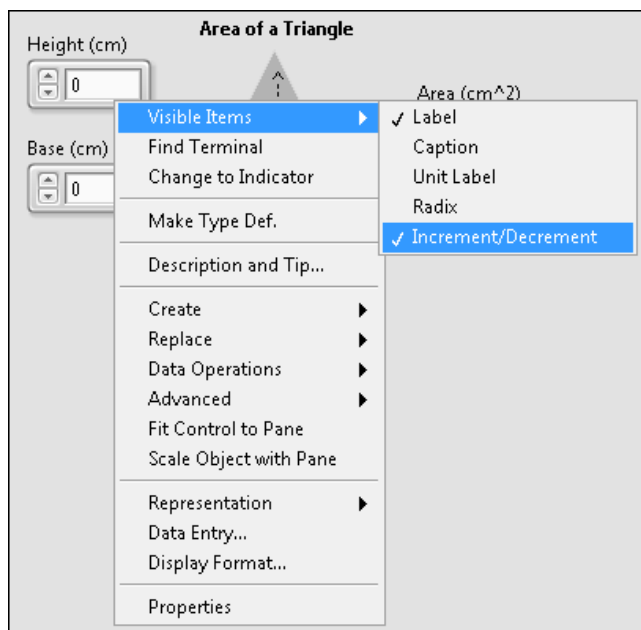 Area of a Triangle
Height (cm)
0
Area (cm^2)
Base (cm)
0
Visible Items
Find Terminal
Change to Indicator
Make Type Def.
Description and Tip...
Create
Replace
Data Operations
Advanced
Fit Control to Pane
Scale Object with Pane
Representation
Data Entry...
Display Format...
Properties
Label
Caption
Unit Label
Radix
Increment/Decrement